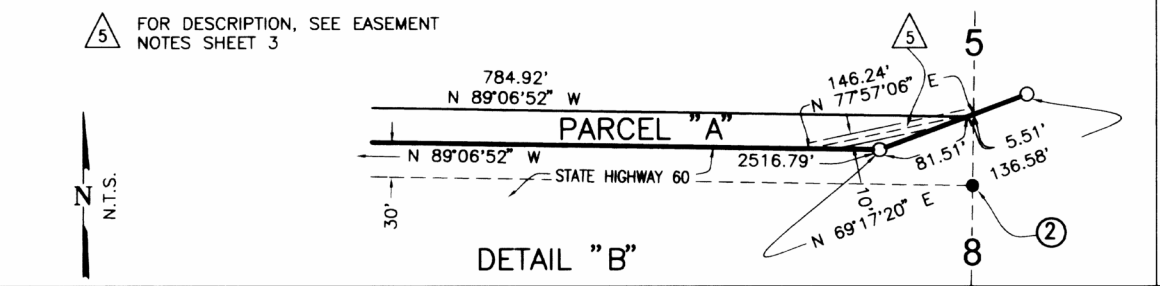 5 FOR DESCRIPTION, SEE EASEMENT
NOTES SHEET 3
5
5
784.92'
N 89°06'52" W
146.24'
N 77°57'06" E
PARCEL "A"
N 89°06'52" W
2516.79'
81.51'
5.51'
136.58'
STATE HIGHWAY 60
30'
10'
N 69°17'20" E
2
8
N
N.T.S.
DETAIL "B"